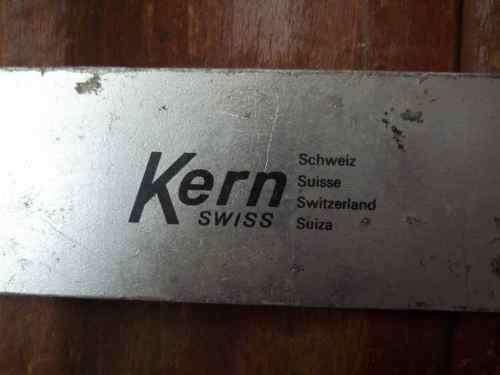 Kern
SWISS
Schweiz
Suisse
Switzerland
Suiza